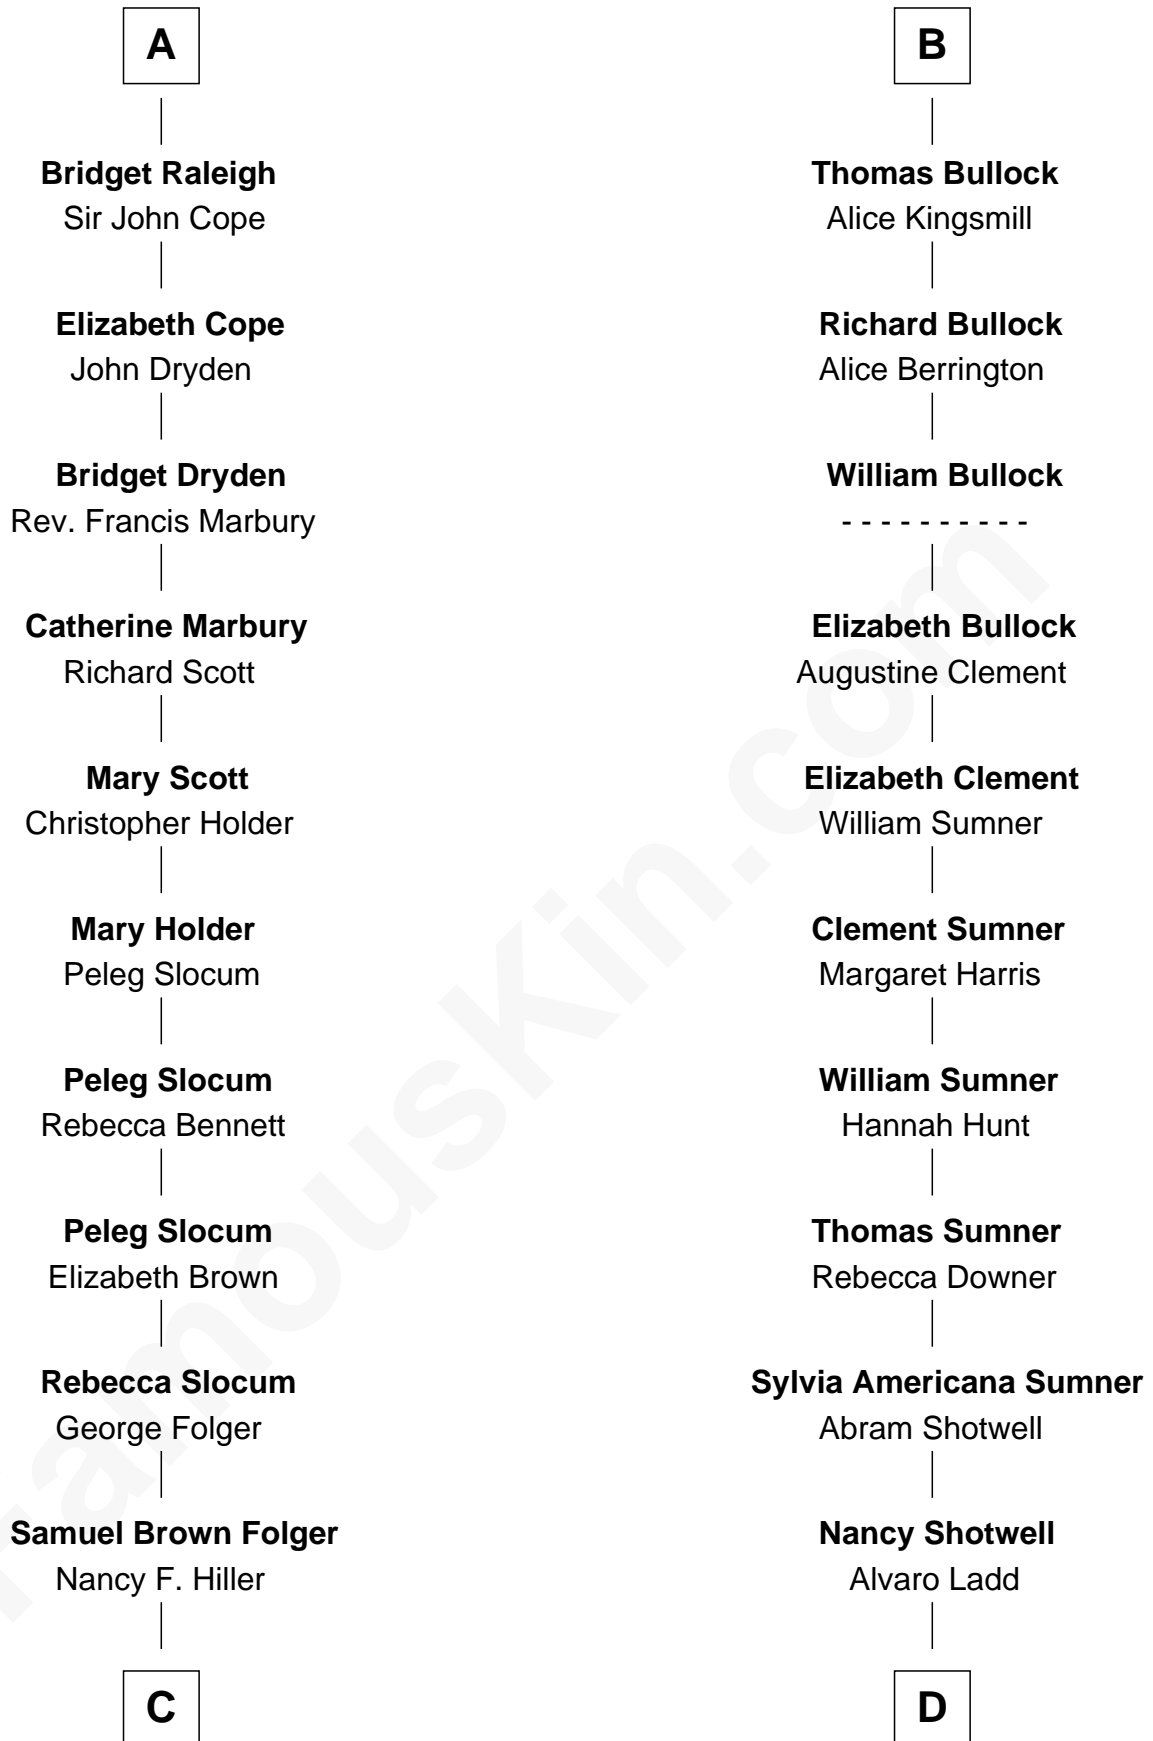 A
Bridget Raleigh
Sir John Cope
Elizabeth Cope
John Dryden
Bridget Dryden
Rev. Francis Marbury
Catherine Marbury
Richard Scott
Mary Scott
Christopher Holder
Mary Holder
Peleg Slocum
Peleg Slocum
Rebecca Bennett
Peleg Slocum
Elizabeth Brown
Rebecca Slocum
George Folger
Samuel Brown Folger
Nancy F. Hiller
C
B
Thomas Bullock
Alice Kingsmill
Richard Bullock
Alice Berrington
William Bullock
- - - - - - - - - -
Elizabeth Bullock
Augustine Clement
Elizabeth Clement
William Sumner
Clement Sumner
Margaret Harris
William Sumner
Hannah Hunt
Thomas Sumner
Rebecca Downer
Sylvia Americana Sumner
Abram Shotwell
Nancy Shotwell
Alvaro Ladd
D
FamousKin.com